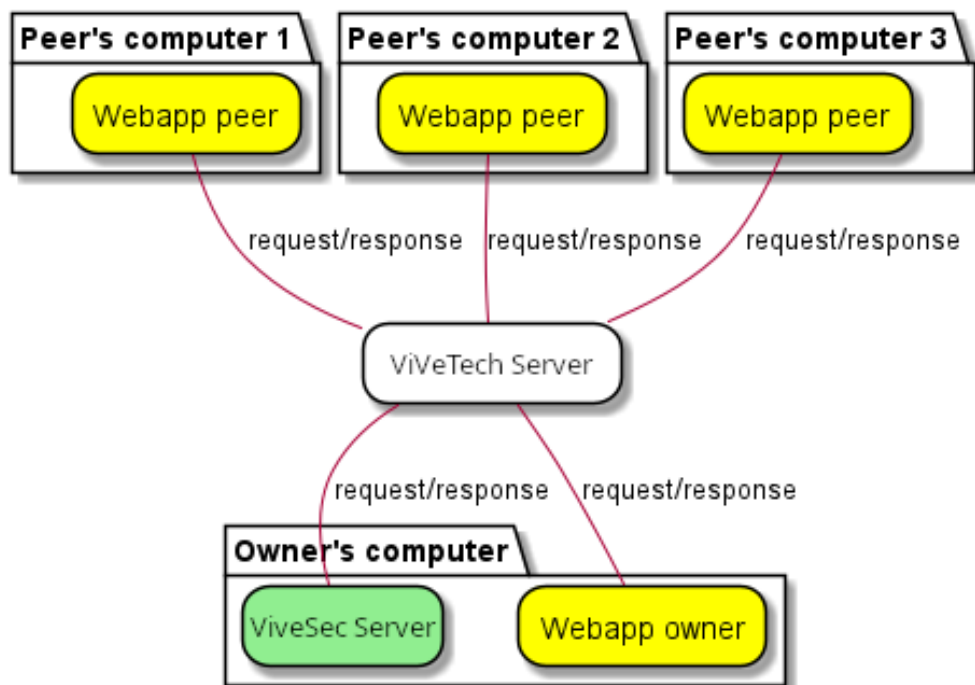 Peer's computer 1
Peer's computer 2
Peer's computer 3
Webapp peer
Webapp peer
Webapp peer
request/response
request/response
request/response
ViVeTech Server
request/response
request/response
Owner's computer
ViveSec Server
Webapp owner